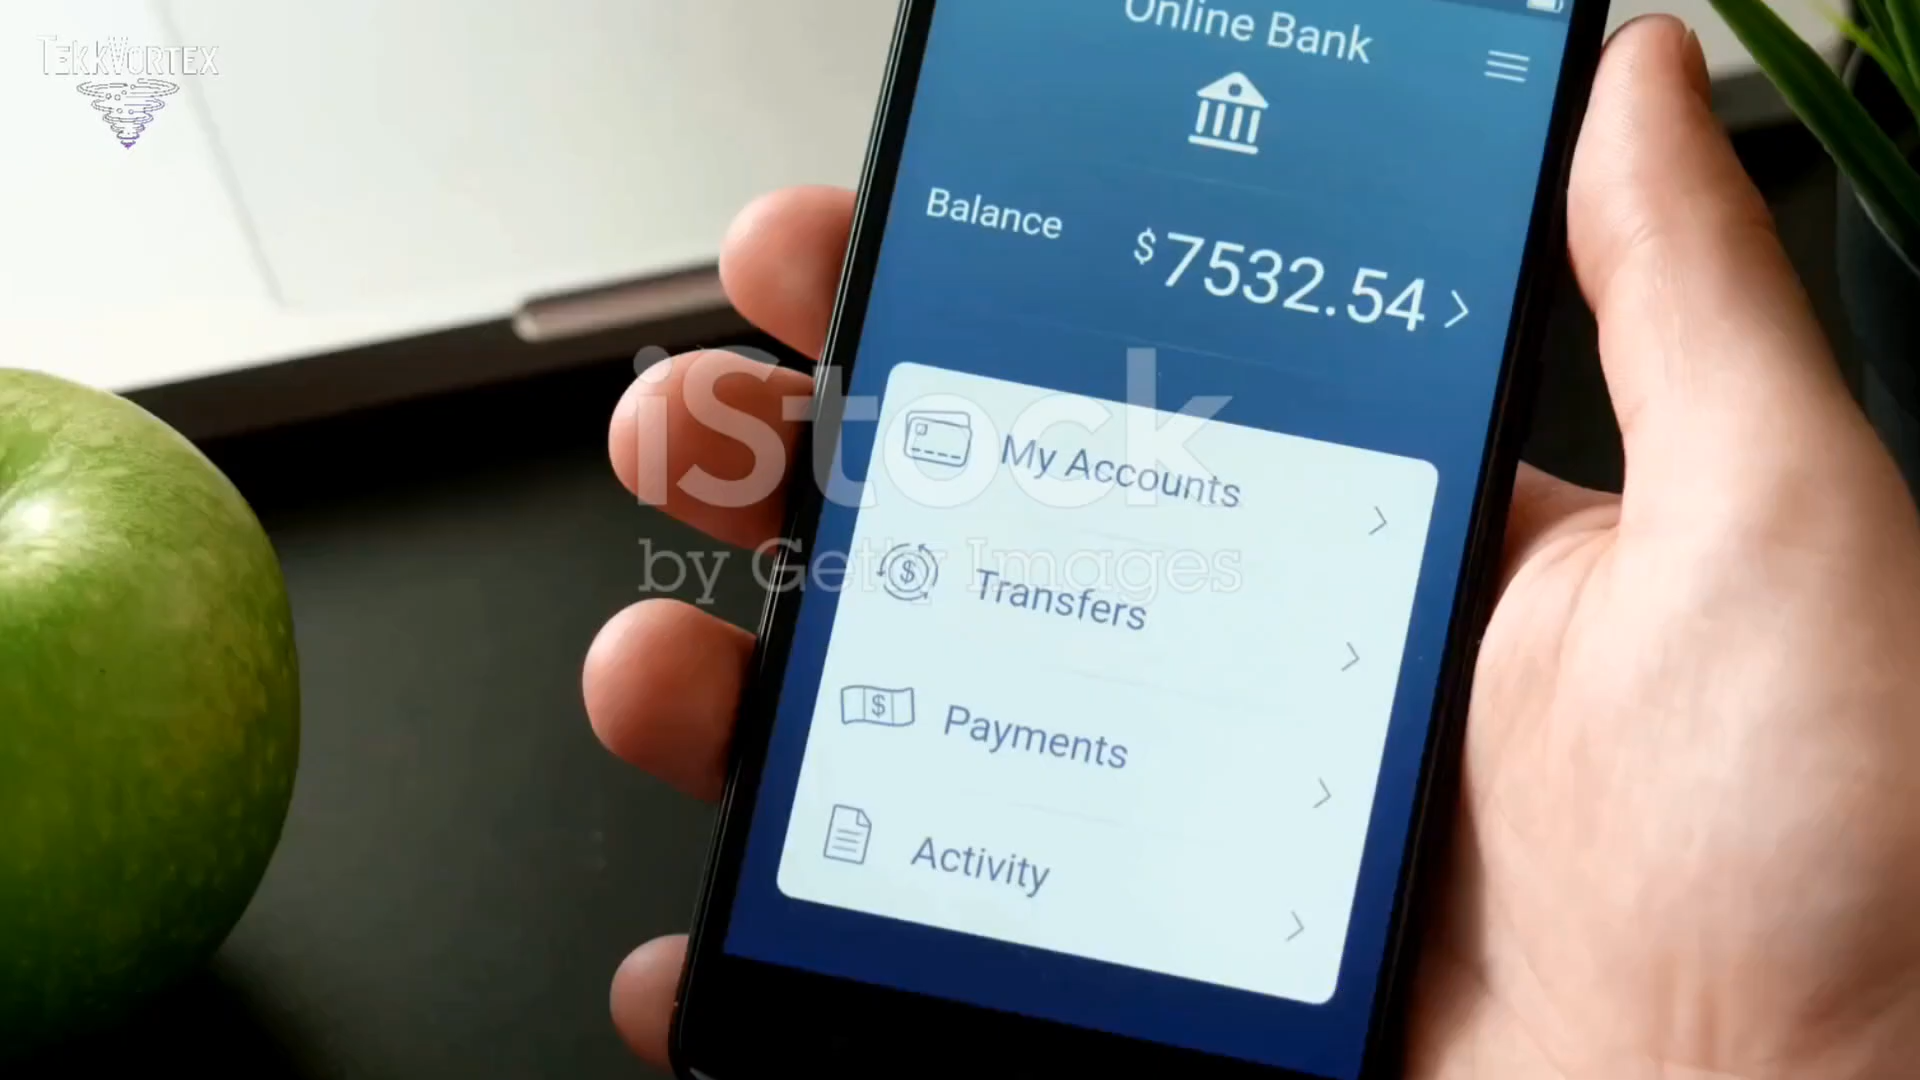 TEKKVORTEX
Online Bank
Balance
$7532.54
iStock
by Getty Images
My Accounts
Transfers
Payments
Activity